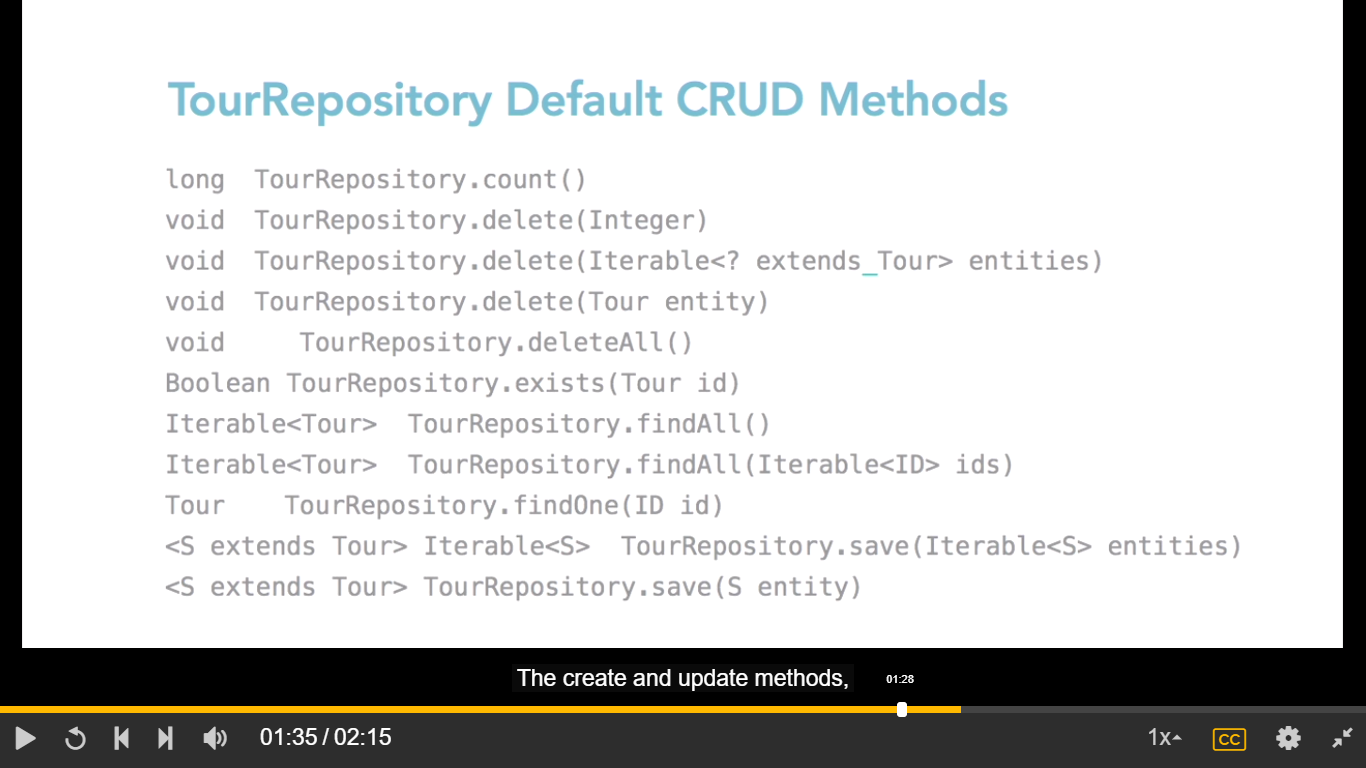 TourRepository Default CRUD Methods
long TourRepository.count()
void TourRepository.delete(Integer)
void TourRepository.delete(Iterable<? extends_Tour> entities)
void TourRepository.delete(Tour entity)
void TourRepository.deleteAll()
Boolean TourRepository.exists(Tour id)
Iterable<Tour> TourRepository.findAll()
Iterable<Tour> TourRepository.findAll(Iterable<ID> ids)
Tour TourRepository.findOne(ID id)
<S extends Tour> Iterable<S> TourRepository.save(Iterable<S> entities)
<S extends Tour> TourRepository.save(S entity)
The create and update methods,
01:28
01:35 / 02:15
1x
CC